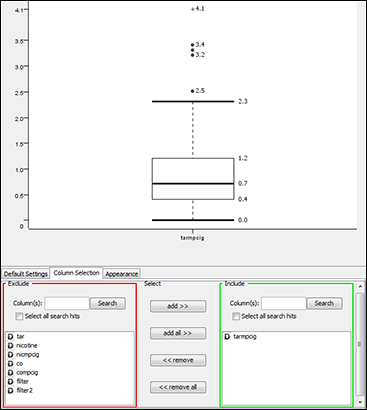 4.1
3.5
3.0
2.5
2.0
1.5
1.0
0.5
0
4.1
3.4
3.2
2.5
2.3
1.2
0.7
0.4
0.0
tarmpcig
Default Settings Column Selection Appearance
Exclude Select Include
Column(s): Search add >> Column(s): Search
Select all search hits Select all search hits
add all >>
D tar D tarmpcig
D nicotine
D nicmpcig << remove
D co
D compcig
D filter << remove all
D filter2